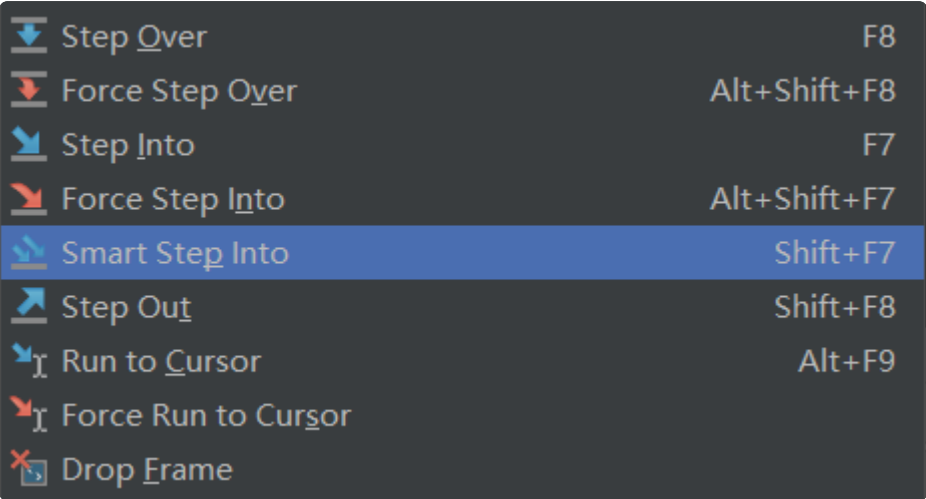 Step Over F8
Force Step Over Alt+Shift+F8
Step Into F7
Force Step Into Alt+Shift+F7
Smart Step Into Shift+F7
Step Out Shift+F8
Run to Cursor Alt+F9
Force Run to Cursor
Drop Frame